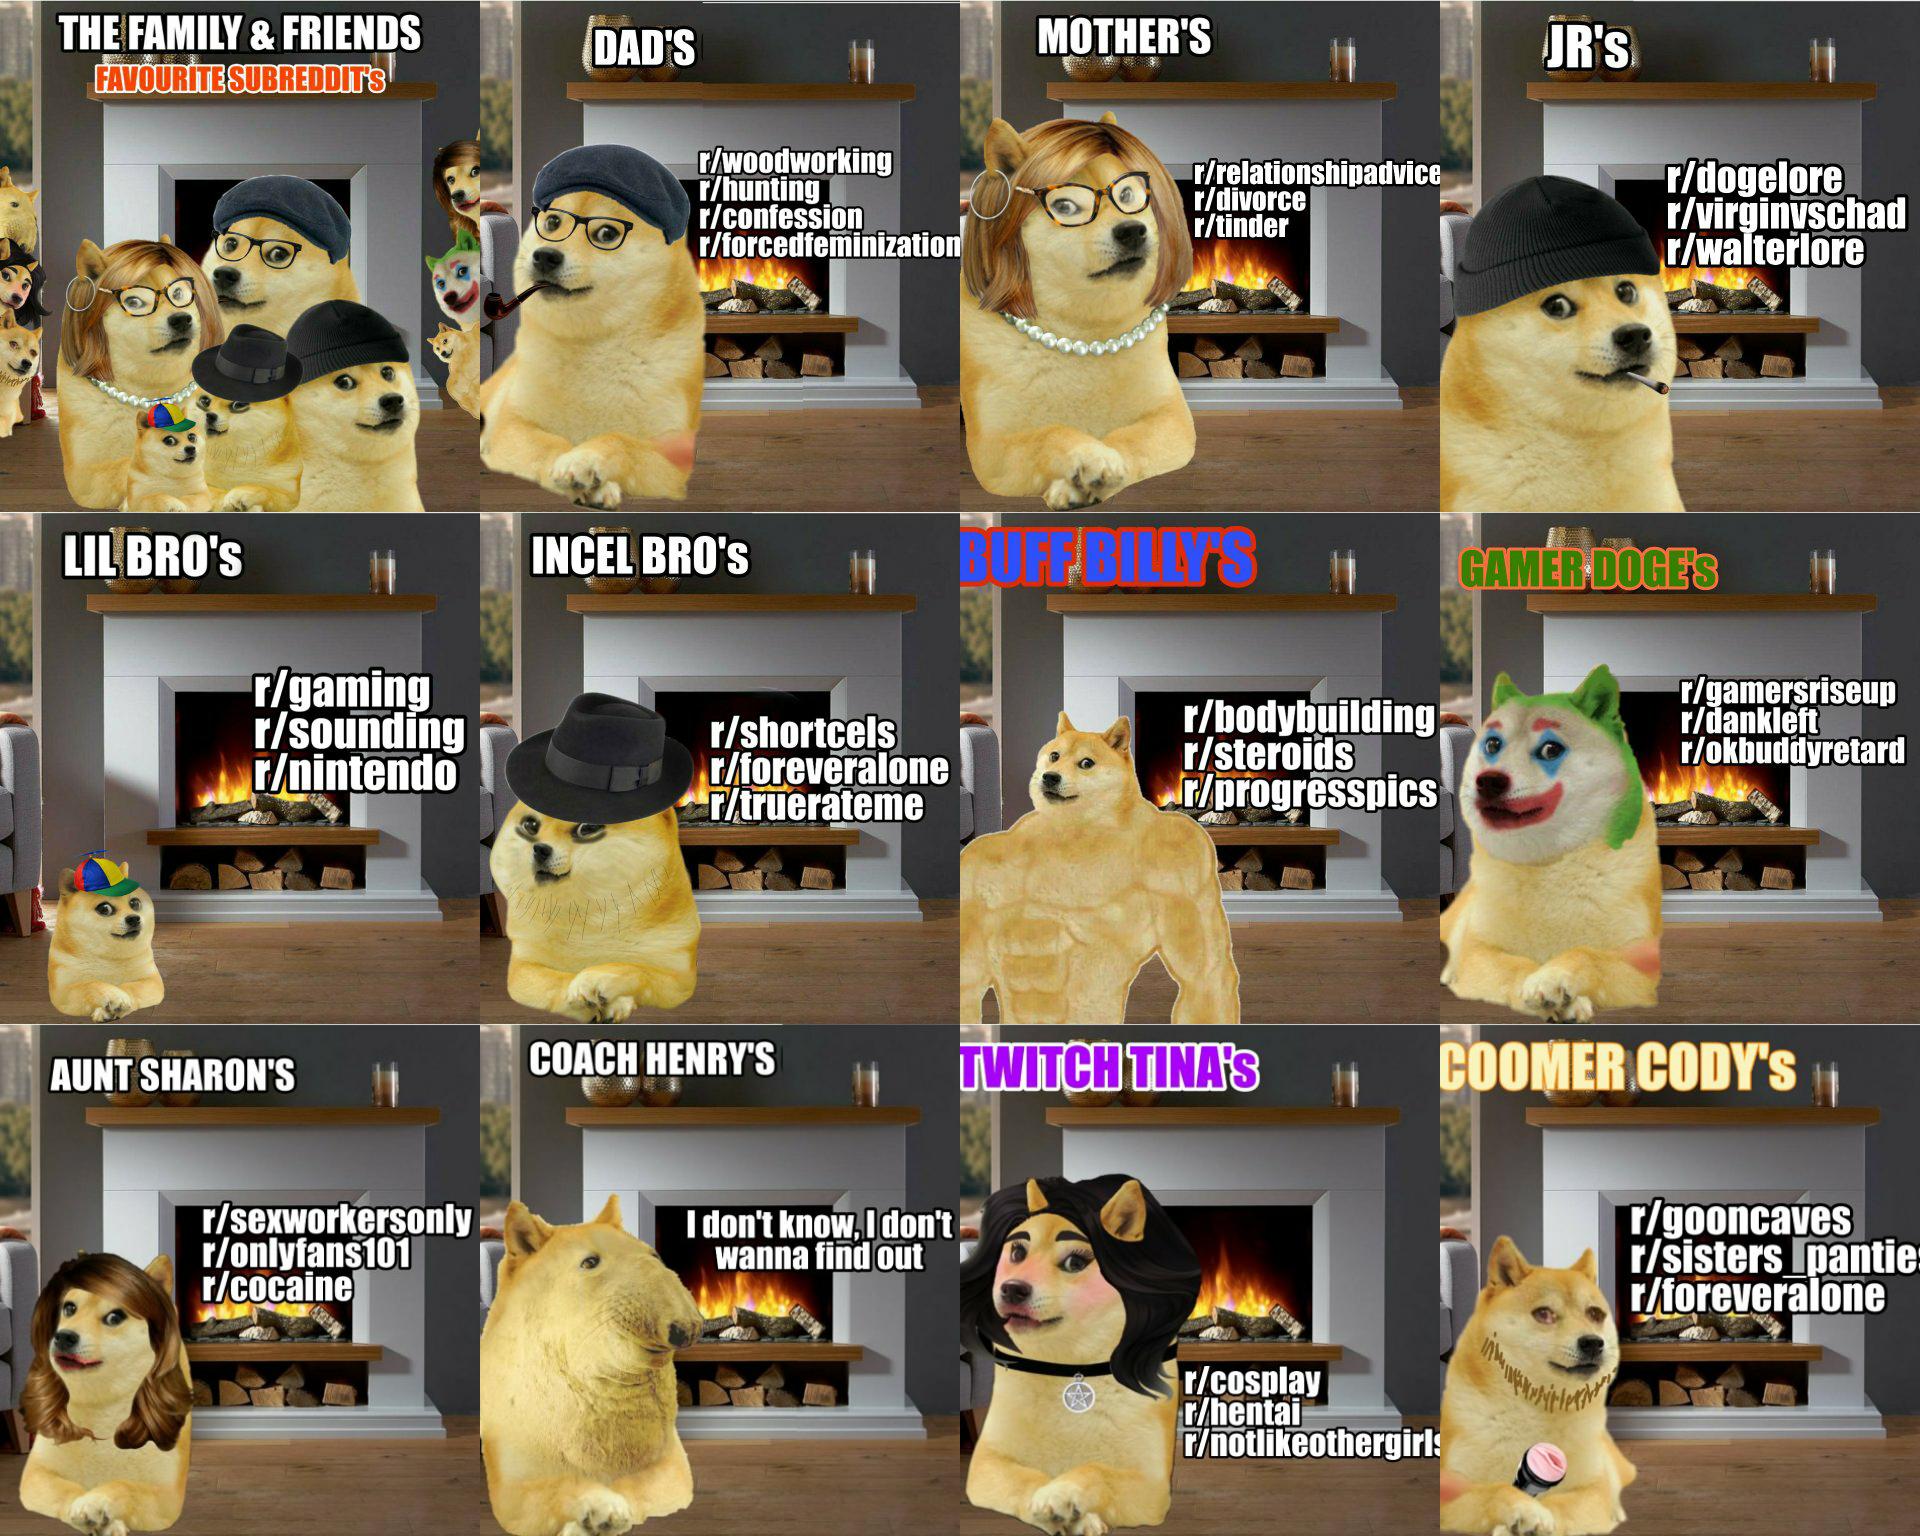 THE FAMILY & FRIENDS
FAVOURITE SUBREDDIT's
DAD'S
r/woodworking
r/hunting
r/confession
r/forcedfeminization
MOTHER'S
r/relationshipadvice
r/divorce
r/tinder
JR's
r/dogelore
r/virginvschad
r/walterlore
LIL BRO's
r/gaming
r/sounding
r/nintendo
INCEL BRO's
r/shortcels
r/foreveralone
r/truerateme
BUFF BILLY'S
r/bodybuilding
r/steroids
r/progresspics
GAMER DOGE's
r/gamersriseup
r/dankleft
r/okbuddyretard
AUNT SHARON'S
r/sexworkersonly
r/onlyfans101
r/cocaine
COACH HENRY'S
I don't know, I don't
wanna find out
TWITCH TINA's
r/cosplay
r/hentai
r/notlikeothergirls
COOMER CODY's
r/gooncaves
r/sisters_panties
r/foreveralone